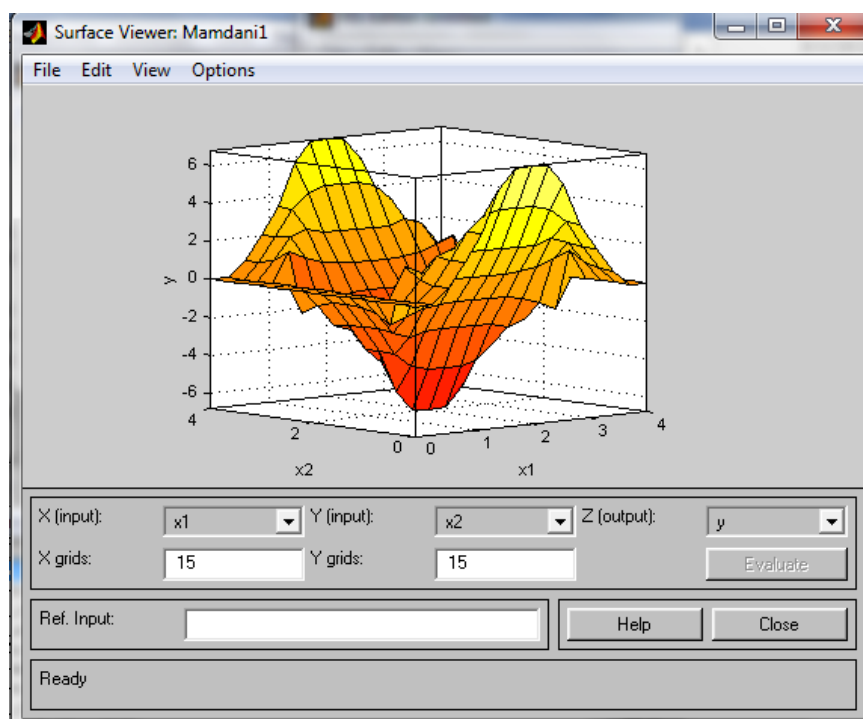 Surface Viewer: Mamdani1
File Edit View Options
6
4
2
0
-2
-4
-6
y
4
2
0
x2
0
1
2
3
4
x1
X (input): x1 Y (input): x2 Z (output): y
X grids: 15 Y grids: 15 Evaluate
Ref. Input: Help Close
Ready